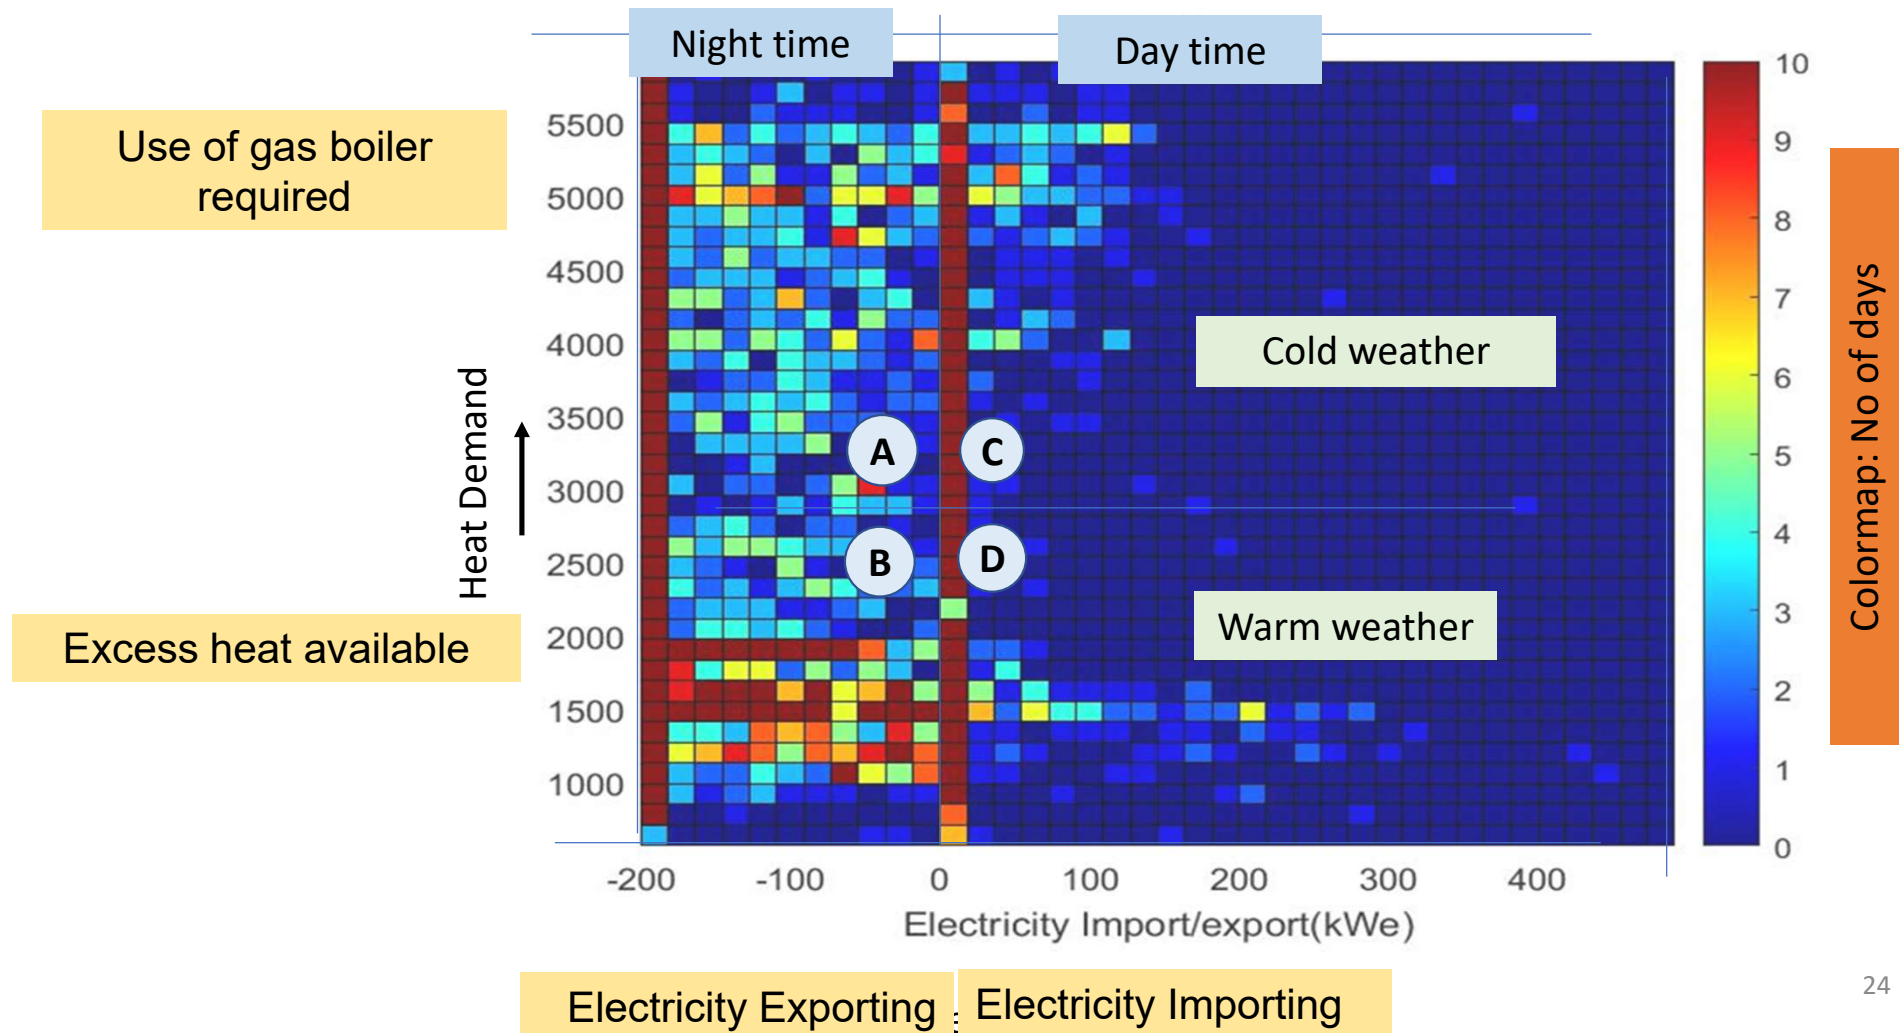 Night time
Day time
Use of gas boiler
required
Excess heat available
Heat Demand
5500
5000
4500
4000
3500
3000
2500
2000
1500
1000
A
C
B
D
Cold weather
Warm weather
10
9
8
7
6
5
4
3
2
1
0
Colormap: No of days
-200
-100
0
100
200
300
400
Electricity Import/export(kWe)
Electricity Exporting
Electricity Importing
24